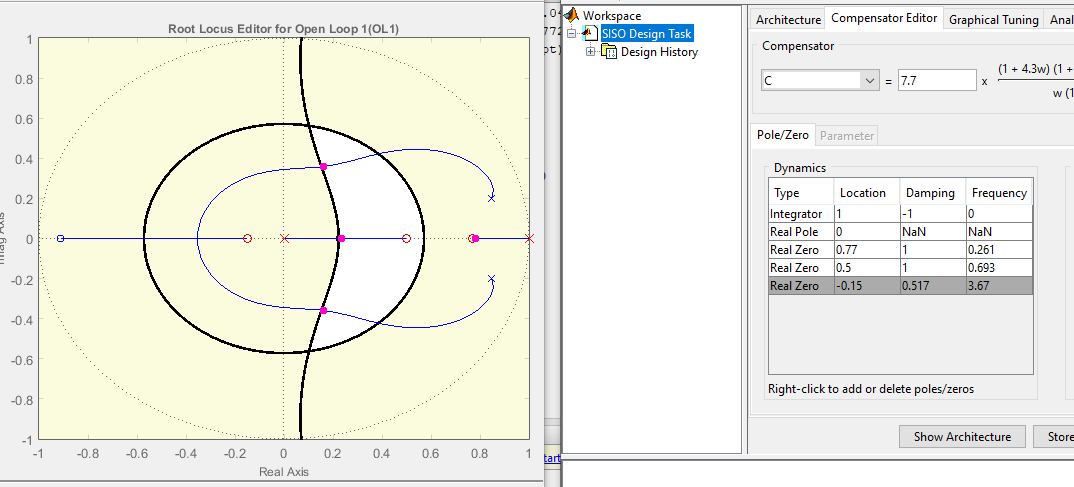 Root Locus Editor for Open Loop 1(OL1)
1
0.8
0.6
0.4
0.2
0
-0.2
-0.4
-0.6
-0.8
-1
-1 -0.8 -0.6 -0.4 -0.2 0 0.2 0.4 0.6 0.8 1
Real Axis
Imag Axis
.04
772
pt)
tart
Workspace
SISO Design Task
Design History
Architecture Compensator Editor Graphical Tuning Anal
Compensator
C = 7.7 x (1 + 4.3w) (1 +
w (1
Pole/Zero Parameter
Dynamics
Type Location Damping Frequency
Integrator 1 -1 0
Real Pole 0 NaN NaN
Real Zero 0.77 1 0.261
Real Zero 0.5 1 0.693
Real Zero -0.15 0.517 3.67
Right-click to add or delete poles/zeros
Show Architecture Store